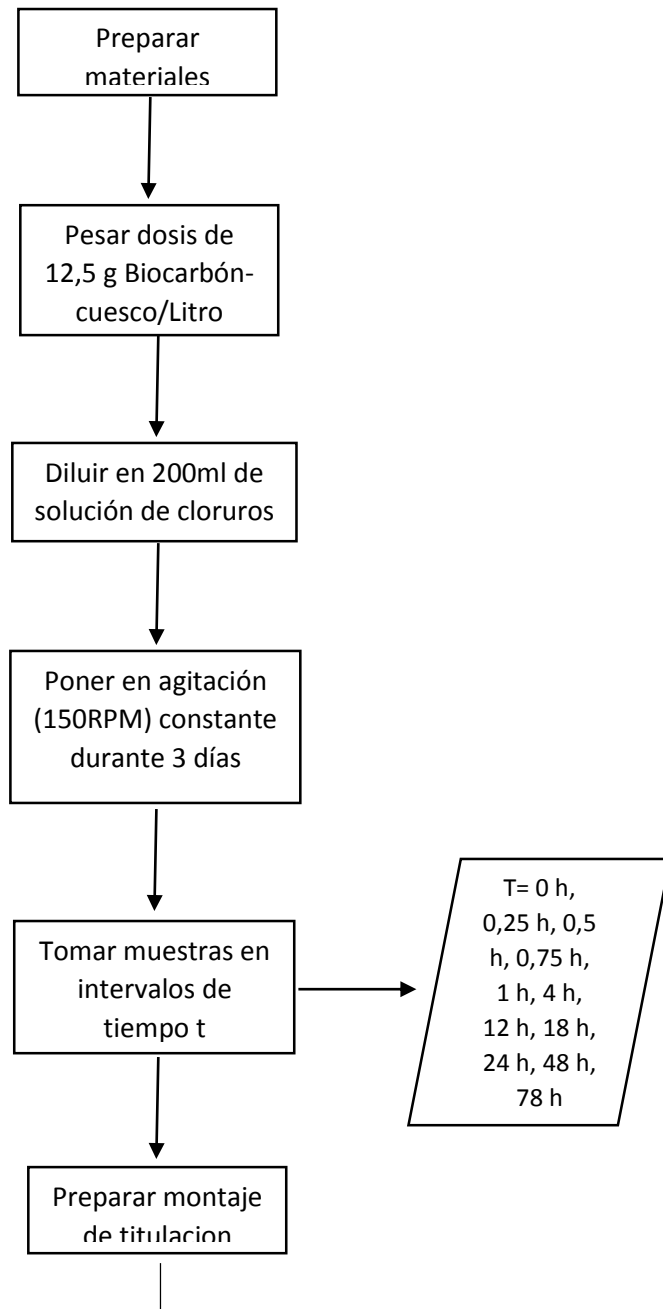 Preparar
materiales
Pesar dosis de
12,5 g Biocarbón-
cuesco/Litro
Diluir en 200ml de
solución de cloruros
Poner en agitación
(150RPM) constante
durante 3 días
Tomar muestras en
intervalos de
tiempo t
T= 0 h,
0,25 h, 0,5
h, 0,75 h,
1 h, 4 h,
12 h, 18 h,
24 h, 48 h,
78 h
Preparar montaje
de titulacion